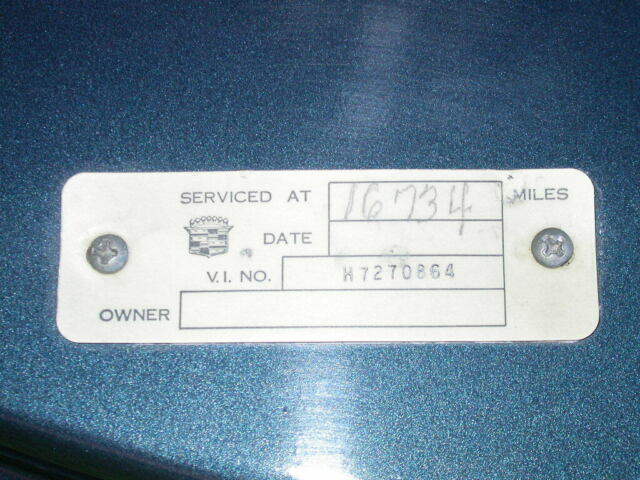 SERVICED AT 16734 MILES
DATE
V.I. NO. H7270864
OWNER